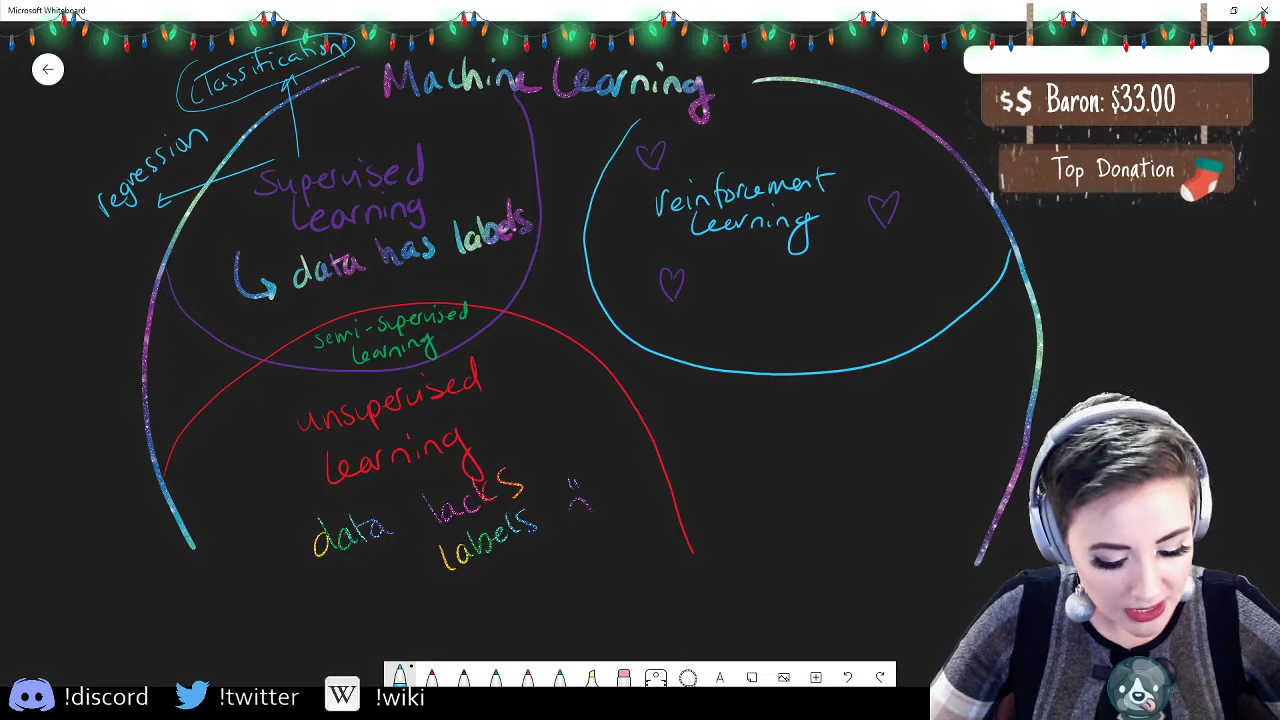 Microsoft Whiteboard
Classification
Machine Learning
$$ Baron: $33.00
regression
Top Donation
Supervised
Learning
data has labels
reinforcement
Learning
semi-supervised
learning
unsupervised
learning
data lacks
labels
!discord
!twitter
W !wiki